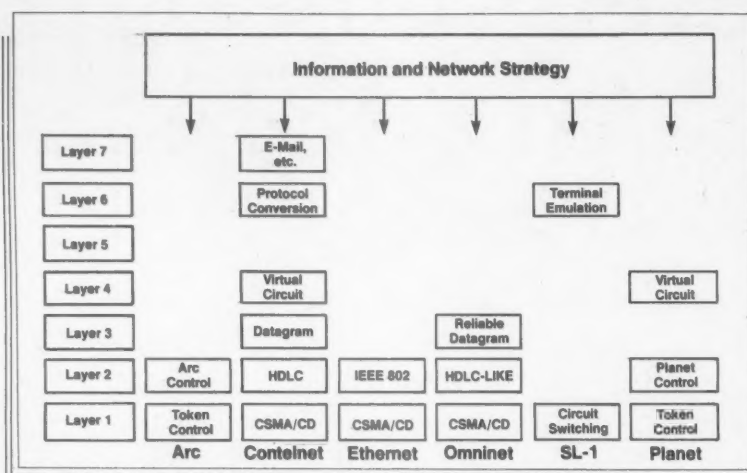 Information and Network Strategy
Layer 7
E-Mail,
etc.
Layer 6
Protocol
Conversion
Terminal
Emulation
Layer 5
Layer 4
Virtual
Circuit
Virtual
Circuit
Layer 3
Datagram
Reliable
Datagram
Layer 2
Arc
Control
HDLC
IEEE 802
HDLC-LIKE
Planet
Control
Layer 1
Token
Control
CSMA/CD
CSMA/CD
CSMA/CD
Circuit
Switching
Token
Control
Arc
Contelnet
Ethernet
Omninet
SL-1
Planet